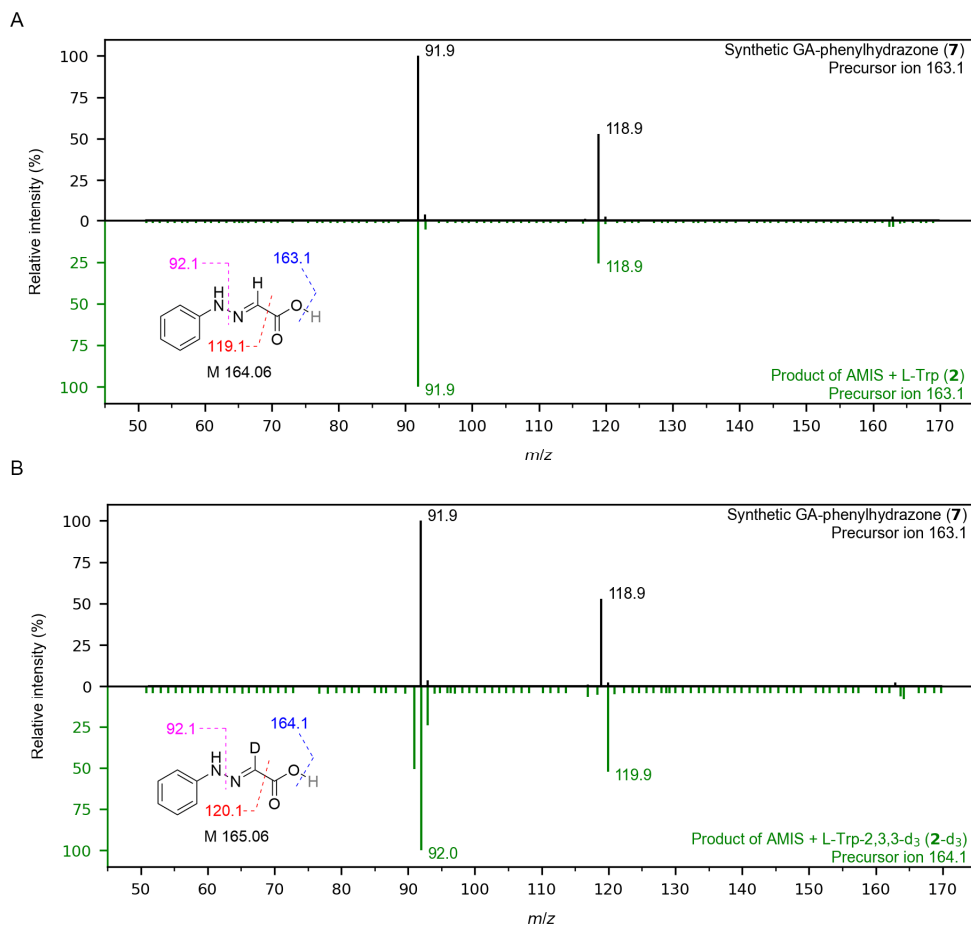 A
Synthetic GA-phenylhydrazone (7)
Precursor ion 163.1
91.9
118.9
100
75
50
25
0
25
50
75
100
Relative intensity (%)
118.9
91.9
92.1
163.1
H
H
N
N
O
H
O
119.1
M 164.06
Product of AMIS + L-Trp (2)
Precursor ion 163.1
50 60 70 80 90 100 110 120 130 140 150 160 170
m/z
B
Synthetic GA-phenylhydrazone (7)
Precursor ion 163.1
91.9
118.9
100
75
50
25
0
25
50
75
100
Relative intensity (%)
119.9
92.0
92.1
164.1
H
D
N
N
O
H
O
120.1
M 165.06
Product of AMIS + L-Trp-2,3,3-d₃ (2-d₃)
Precursor ion 164.1
50 60 70 80 90 100 110 120 130 140 150 160 170
m/z